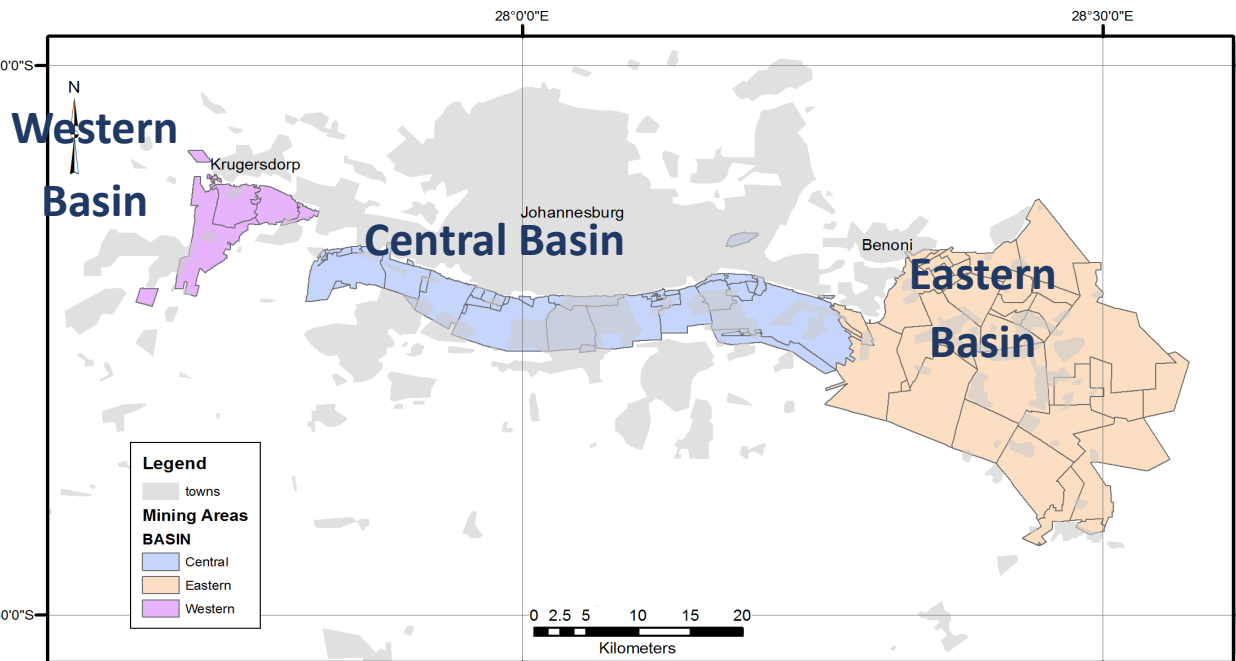 28°0'0"E
28°30'0"E
0'0"S
N
Western
Basin
Krugersdorp
Johannesburg
Central Basin
Benoni
Eastern
Basin
Legend
towns
Mining Areas
BASIN
Central
Eastern
Western
0'0"S
0 2.5 5 10 15 20
Kilometers